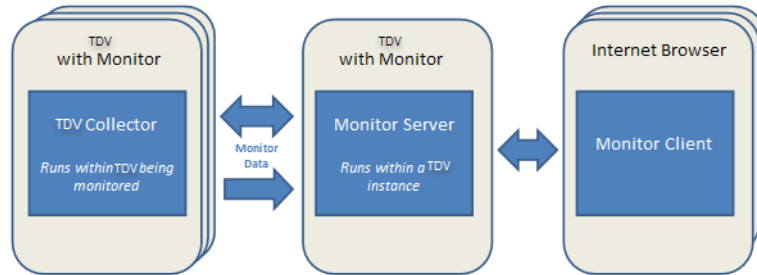 TDV
with Monitor
TDV Collector
Runs within TDV being
monitored
Monitor
Data
TDV
with Monitor
Monitor Server
Runs within a TDV
instance
Internet Browser
Monitor Client